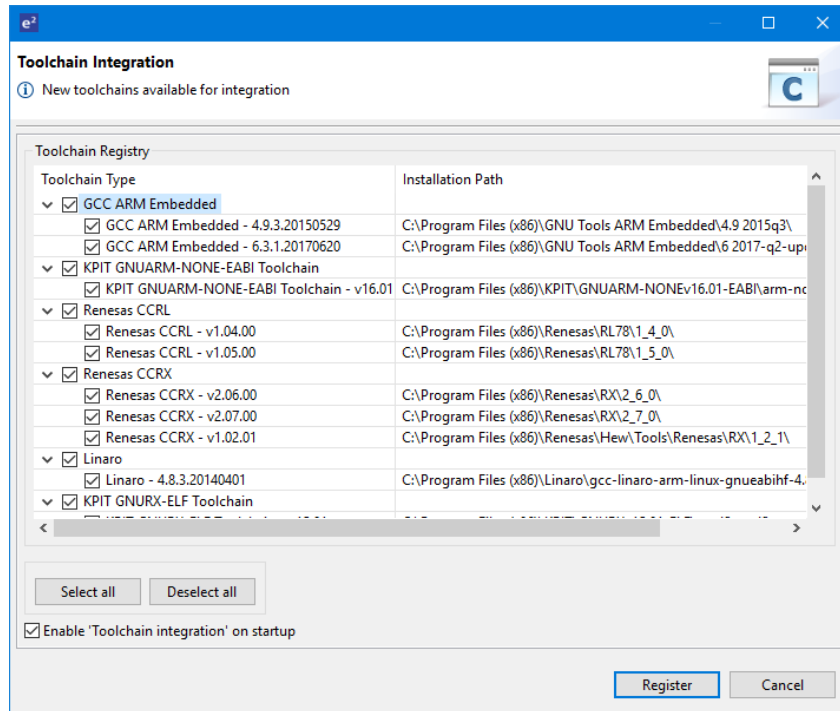 e²
Toolchain Integration
New toolchains available for integration
C
Toolchain Registry
Toolchain Type Installation Path
GCC ARM Embedded
GCC ARM Embedded - 4.9.3.20150529 C:\Program Files (x86)\GNU Tools ARM Embedded\4.9 2015q3\
GCC ARM Embedded - 6.3.1.20170620 C:\Program Files (x86)\GNU Tools ARM Embedded\6 2017-q2-up
KPIT GNUARM-NONE-EABI Toolchain
KPIT GNUARM-NONE-EABI Toolchain - v16.01 C:\Program Files (x86)\KPIT\GNUARM-NONEv16.01-EABI\arm-no
Renesas CCRL
Renesas CCRL - v1.04.00 C:\Program Files (x86)\Renesas\RL78\1_4_0\
Renesas CCRL - v1.05.00 C:\Program Files (x86)\Renesas\RL78\1_5_0\
Renesas CCRX
Renesas CCRX - v2.06.00 C:\Program Files (x86)\Renesas\RX\2_6_0\
Renesas CCRX - v2.07.00 C:\Program Files (x86)\Renesas\RX\2_7_0\
Renesas CCRX - v1.02.01 C:\Program Files (x86)\Renesas\Hew\Tools\Renesas\RX\1_2_1\
Linaro
Linaro - 4.8.3.20140401 C:\Program Files (x86)\Linaro\gcc-linaro-arm-linux-gnueabihf-4.
KPIT GNURX-ELF Toolchain
Select all Deselect all
Enable 'Toolchain integration' on startup
Register Cancel